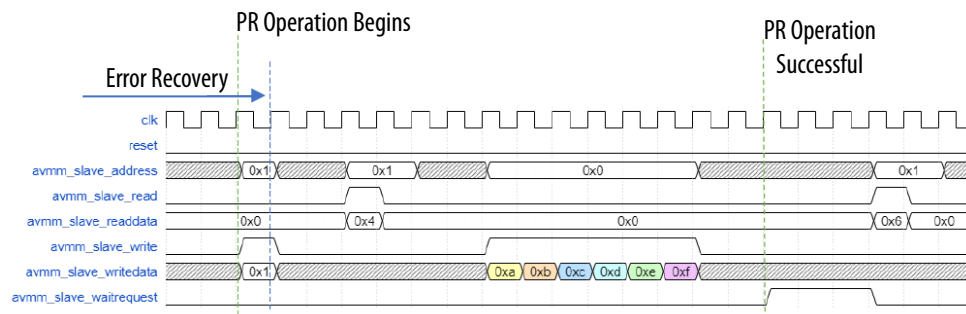 PR Operation Begins
PR Operation
Successful
Error Recovery
clk
reset
avmm_slave_address 0x1 0x1 0x0 0x1
avmm_slave_read
avmm_slave_readdata 0x0 0x4 0x0 0x6 0x0
avmm_slave_write
avmm_slave_writedata 0x1 0xa 0xb 0xc 0xd 0xe 0xf
avmm_slave_waitrequest